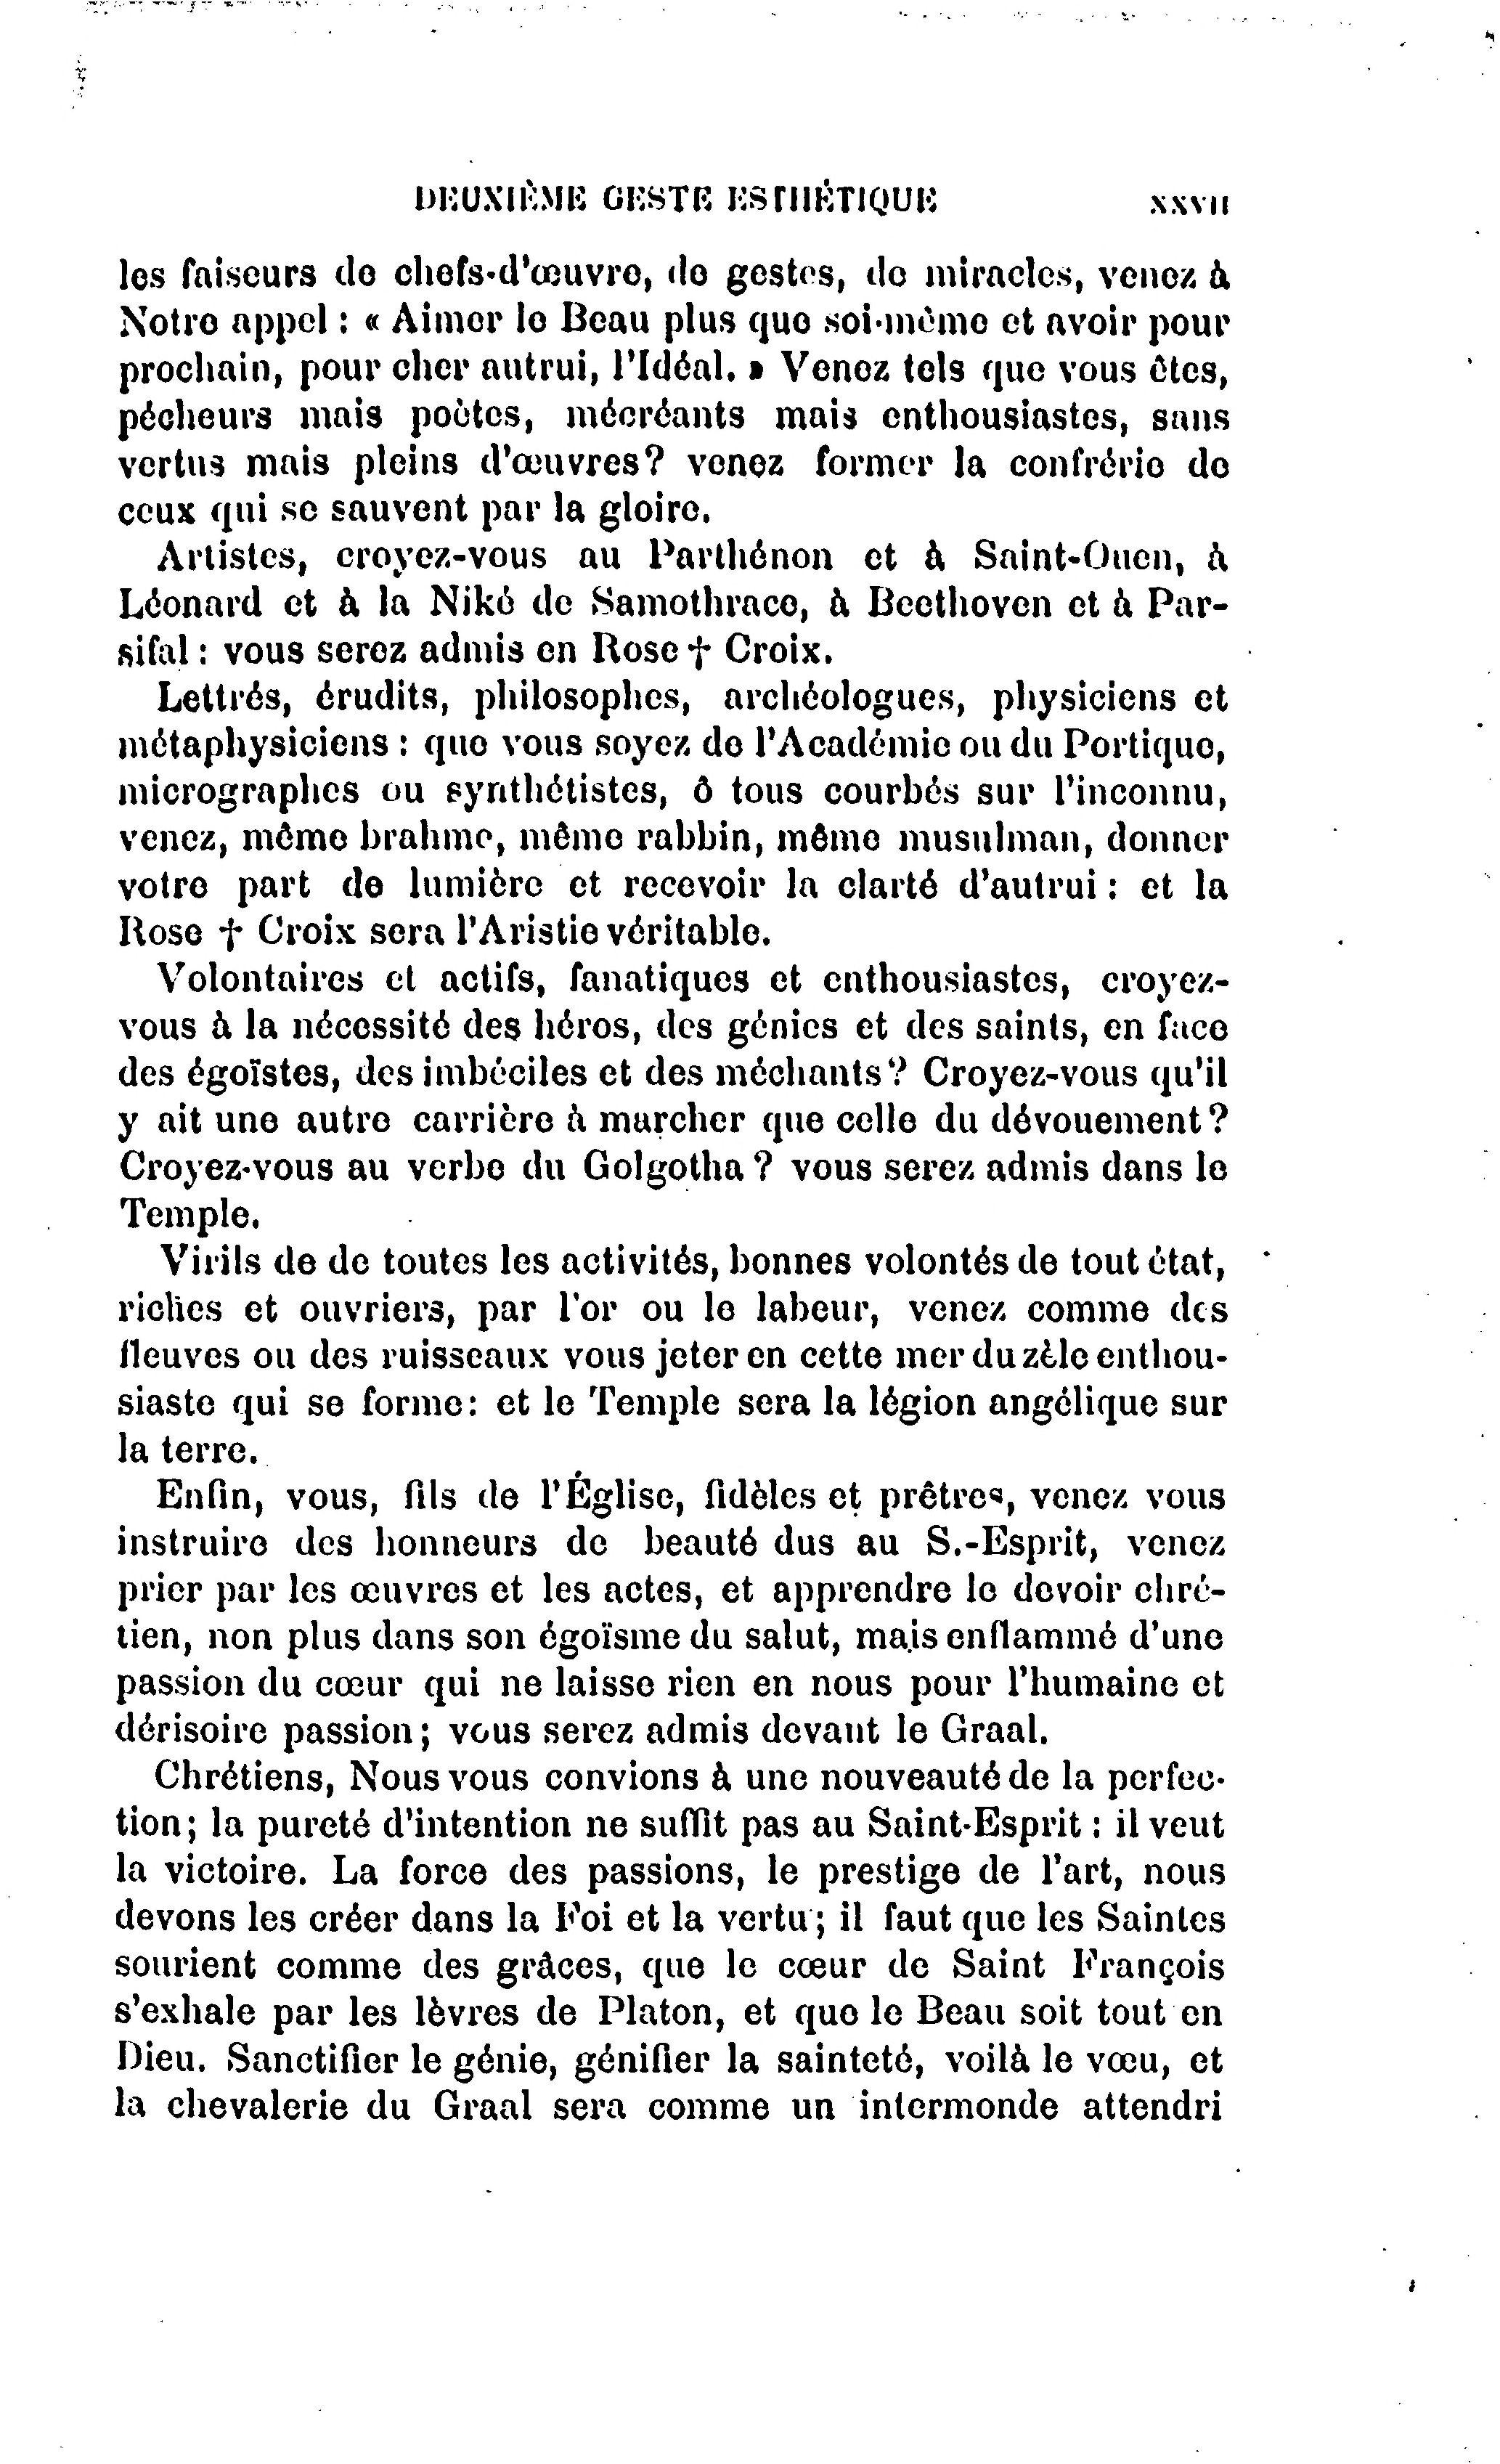 DEUXIÈME GESTE ESTHÉTIQUE XXVII
les faiseurs de chefs-d'œuvre, de gestes, de miracles, venez à
Notre appel : « Aimer le Beau plus que soi-même et avoir pour
prochain, pour cher autrui, l'Idéal. » Venez tels que vous êtes,
pécheurs mais poètes, mécréants mais enthousiastes, sans
vertus mais pleins d'œuvres? venez former la confrérie de
ceux qui se sauvent par la gloire.
Artistes, croyez-vous au Parthénon et à Saint-Ouen, à
Léonard et à la Niké de Samothrace, à Beethoven et à Par-
sifal : vous serez admis en Rose † Croix.
Lettrés, érudits, philosophes, archéologues, physiciens et
métaphysiciens : que vous soyez de l'Académie ou du Portique,
micrographes ou synthétistes, ô tous courbés sur l'inconnu,
venez, même brahme, même rabbin, même musulman, donner
votre part de lumière et recevoir la clarté d'autrui : et la
Rose † Croix sera l'Aristie véritable.
Volontaires et actifs, fanatiques et enthousiastes, croyez-
vous à la nécessité des héros, des génies et des saints, en face
des égoïstes, des imbéciles et des méchants? Croyez-vous qu'il
y ait une autre carrière à marcher que celle du dévouement?
Croyez-vous au verbe du Golgotha? vous serez admis dans le
Temple.
Virils de de toutes les activités, bonnes volontés de tout état,
riches et ouvriers, par l'or ou le labeur, venez comme des
fleuves ou des ruisseaux vous jeter en cette mer du zèle enthou-
siaste qui se forme: et le Temple sera la légion angélique sur
la terre.
Enfin, vous, fils de l'Église, fidèles et prêtres, venez vous
instruire des honneurs de beauté dus au S.-Esprit, venez
prier par les œuvres et les actes, et apprendre le devoir chré-
tien, non plus dans son égoïsme du salut, mais enflammé d'une
passion du cœur qui ne laisse rien en nous pour l'humaine et
dérisoire passion; vous serez admis devant le Graal.
Chrétiens, Nous vous convions à une nouveauté de la perfec-
tion; la pureté d'intention ne suffit pas au Saint-Esprit : il veut
la victoire. La force des passions, le prestige de l'art, nous
devons les créer dans la Foi et la vertu; il faut que les Saintes
sourient comme des grâces, que le cœur de Saint François
s'exhale par les lèvres de Platon, et que le Beau soit tout en
Dieu. Sanctifier le génie, génifier la sainteté, voilà le vœu, et
la chevalerie du Graal sera comme un intermonde attendri